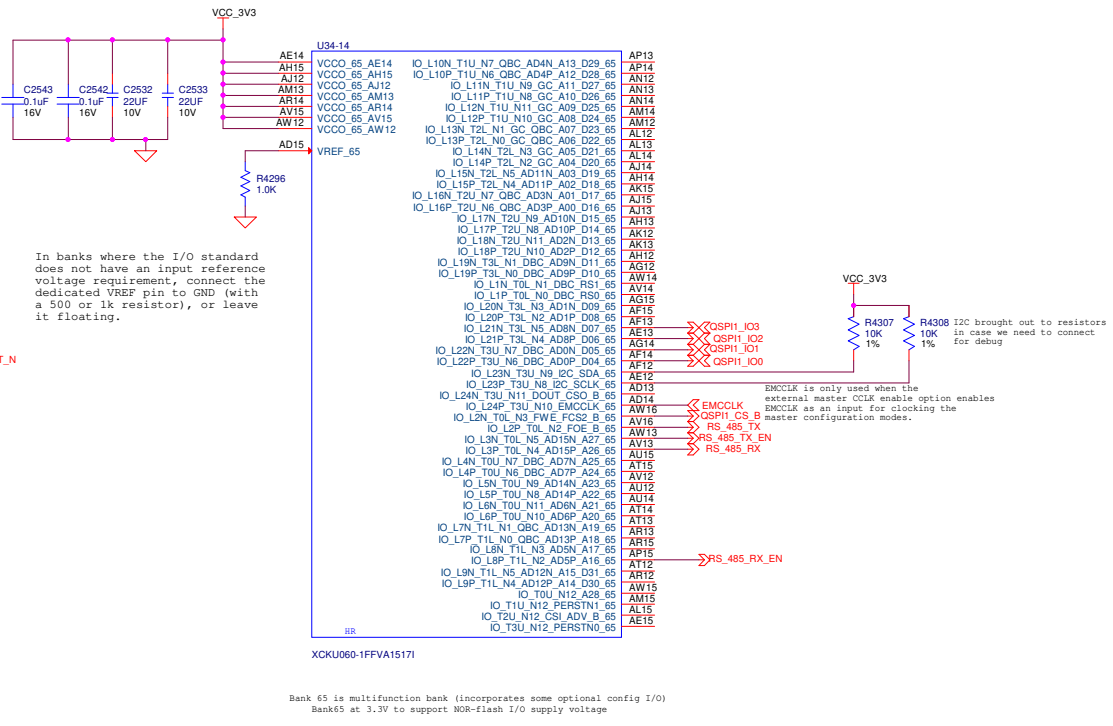 VCC_3V3
U34-14
C2543
0.1uF
16V
C2542
0.1uF
16V
C2532
22UF
10V
C2533
22UF
10V
AE14 VCCO_65_AE14
AH15 VCCO_65_AH15
AJ12 VCCO_65_AJ12
AM13 VCCO_65_AM13
AR14 VCCO_65_AR14
AV15 VCCO_65_AV15
AW12 VCCO_65_AW12
AD15 VREF_65
R4296
1.0K
In banks where the I/O standard
does not have an input reference
voltage requirement, connect the
dedicated VREF pin to GND (with
a 500 or 1k resistor), or leave
it floating.
T_N
IO_L10N_T1U_N7_QBC_AD4N_A13_D29_65 AP13
IO_L10P_T1U_N6_QBC_AD4P_A12_D28_65 AP14
IO_L11N_T1U_N9_GC_A11_D27_65 AN12
IO_L11P_T1U_N8_GC_A10_D26_65 AN13
IO_L12N_T1U_N11_GC_A09_D25_65 AN14
IO_L12P_T1U_N10_GC_A08_D24_65 AM14
IO_L13N_T2L_N1_GC_QBC_A07_D23_65 AM12
IO_L13P_T2L_N0_GC_QBC_A06_D22_65 AL12
IO_L14N_T2L_N3_GC_A05_D21_65 AL13
IO_L14P_T2L_N2_GC_A04_D20_65 AL14
IO_L15N_T2L_N5_AD11N_A03_D19_65 AJ14
IO_L15P_T2L_N4_AD11P_A02_D18_65 AH14
IO_L16N_T2U_N7_QBC_AD3N_A01_D17_65 AK15
IO_L16P_T2U_N6_QBC_AD3P_A00_D16_65 AJ15
IO_L17N_T2U_N9_AD10N_D15_65 AJ13
IO_L17P_T2U_N8_AD10P_D14_65 AH13
IO_L18N_T2U_N11_AD2N_D13_65 AK12
IO_L18P_T2U_N10_AD2P_D12_65 AK13
IO_L19N_T3L_N1_DBC_AD9N_D11_65 AH12
IO_L19P_T3L_N0_DBC_AD9P_D10_65 AG12
IO_L1N_T0L_N1_DBC_RS1_65 AW14
IO_L1P_T0L_N0_DBC_RS0_65 AV14
IO_L20N_T3L_N3_AD1N_D09_65 AG15
IO_L20P_T3L_N2_AD1P_D08_65 AF15
IO_L21N_T3L_N5_AD8N_D07_65 AF13 QSPI1_IO3
IO_L21P_T3L_N4_AD8P_D06_65 AE13 QSPI1_IO2
IO_L22N_T3U_N7_DBC_AD0N_D05_65 AG14 QSPI1_IO1
IO_L22P_T3U_N6_DBC_AD0P_D04_65 AF14 QSPI1_IO0
IO_L23N_T3U_N9_I2C_SDA_65 AF12
IO_L23P_T3U_N8_I2C_SCLK_65 AE12
IO_L24N_T3U_N11_DOUT_CSO_B_65 AD13
IO_L24P_T3U_N10_EMCCLK_65 AD14 EMCCLK
IO_L2N_T0L_N3_FWE_FCS2_B_65 AW16 QSPI1_CS_B
IO_L2P_T0L_N2_FOE_B_65 AV16 RS_485_TX
IO_L3N_T0L_N5_AD15N_A27_65 AW13 RS_485_TX_EN
IO_L3P_T0L_N4_AD15P_A26_65 AV13 RS_485_RX
IO_L4N_T0U_N7_DBC_AD7N_A25_65 AU15
IO_L4P_T0U_N6_DBC_AD7P_A24_65 AT15
IO_L5N_T0U_N9_AD14N_A23_65 AV12
IO_L5P_T0U_N8_AD14P_A22_65 AU12
IO_L6N_T0U_N11_AD6N_A21_65 AU14
IO_L6P_T0U_N10_AD6P_A20_65 AT14
IO_L7N_T1L_N1_QBC_AD13N_A19_65 AT13
IO_L7P_T1L_N0_QBC_AD13P_A18_65 AR13
IO_L8N_T1L_N3_AD5N_A17_65 AR15
IO_L8P_T1L_N2_AD5P_A16_65 AP15 RS_485_RX_EN
IO_L9N_T1L_N5_AD12N_A15_D31_65 AT12
IO_L9P_T1L_N4_AD12P_A14_D30_65 AR12
IO_T0U_N12_A28_65 AW15
IO_T1U_N12_PERSTN1_65 AM15
IO_T2U_N12_CSI_ADV_B_65 AL15
IO_T3U_N12_PERSTN0_65 AE15
HR
XCKU060-1FFVA1517I
VCC_3V3
R4307
10K
1%
R4308
10K
1%
I2C brought out to resistors
in case we need to connect
for debug
EMCCLK is only used when the
external master CCLK enable option enables
EMCCLK as an input for clocking the
master configuration modes.
Bank 65 is multifunction bank (incorporates some optional config I/O)
Bank65 at 3.3V to support NOR-flash I/O supply voltage